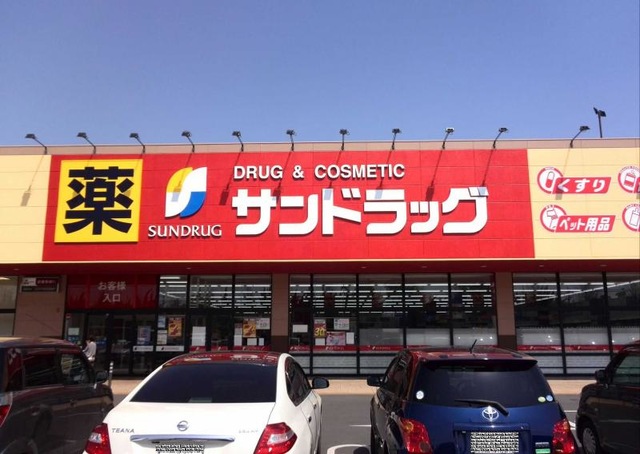 薬
SUNDRUG
DRUG & COSMETIC
サンドラッグ
くすり
ペット用品
お客様
入口
TEANA